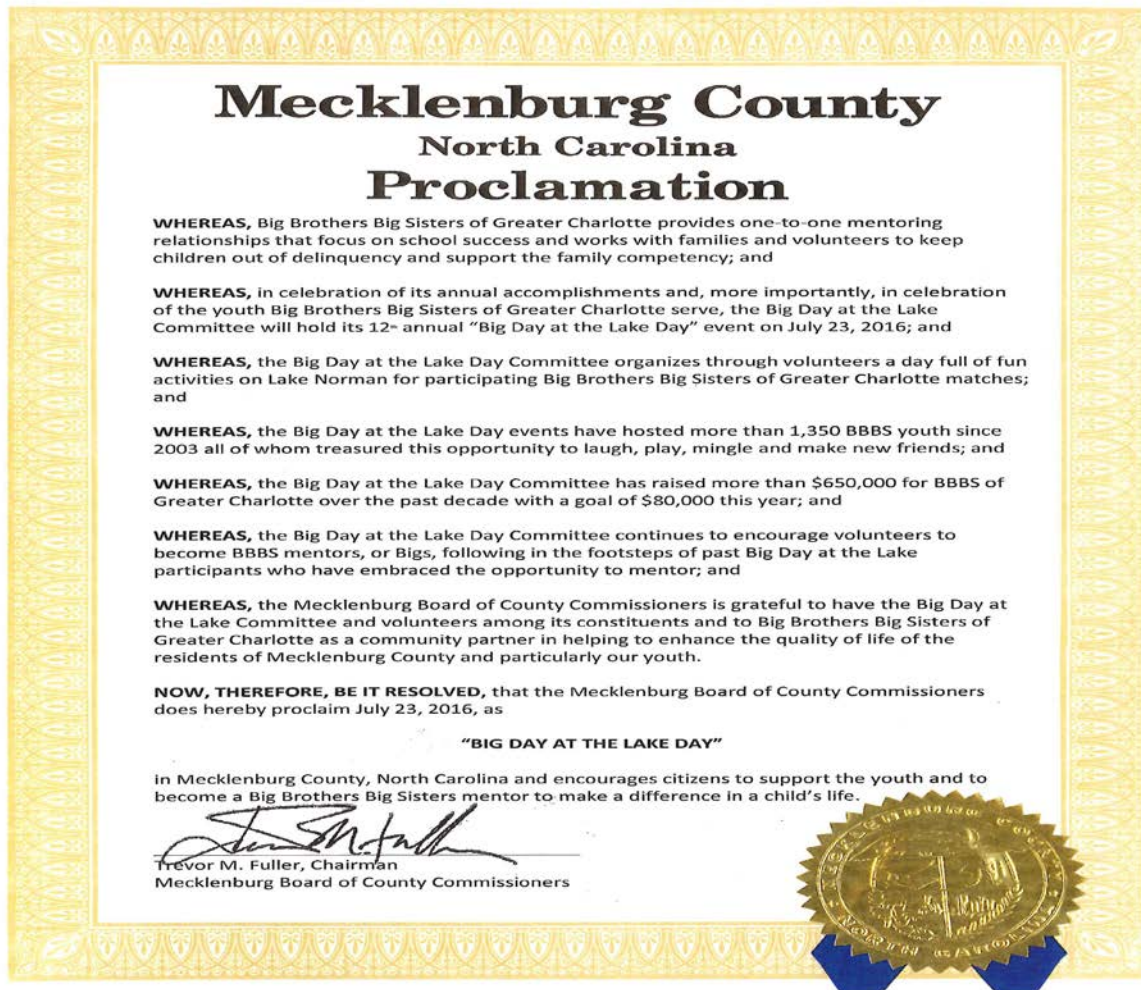 Mecklenburg County
North Carolina
Proclamation
WHEREAS, Big Brothers Big Sisters of Greater Charlotte provides one-to-one mentoring
relationships that focus on school success and works with families and volunteers to keep
children out of delinquency and support the family competency; and
WHEREAS, in celebration of its annual accomplishments and, more importantly, in celebration
of the youth Big Brothers Big Sisters of Greater Charlotte serve, the Big Day at the Lake
Committee will hold its 12th annual “Big Day at the Lake Day” event on July 23, 2016; and
WHEREAS, the Big Day at the Lake Day Committee organizes through volunteers a day full of fun
activities on Lake Norman for participating Big Brothers Big Sisters of Greater Charlotte matches;
and
WHEREAS, the Big Day at the Lake Day events have hosted more than 1,350 BBBS youth since
2003 all of whom treasured this opportunity to laugh, play, mingle and make new friends; and
WHEREAS, the Big Day at the Lake Day Committee has raised more than $650,000 for BBBS of
Greater Charlotte over the past decade with a goal of $80,000 this year; and
WHEREAS, the Big Day at the Lake Day Committee continues to encourage volunteers to
become BBBS mentors, or Bigs, following in the footsteps of past Big Day at the Lake
participants who have embraced the opportunity to mentor; and
WHEREAS, the Mecklenburg Board of County Commissioners is grateful to have the Big Day at
the Lake Committee and volunteers among its constituents and to Big Brothers Big Sisters of
Greater Charlotte as a community partner in helping to enhance the quality of life of the
residents of Mecklenburg County and particularly our youth.
NOW, THEREFORE, BE IT RESOLVED, that the Mecklenburg Board of County Commissioners
does hereby proclaim July 23, 2016, as
“BIG DAY AT THE LAKE DAY”
in Mecklenburg County, North Carolina and encourages citizens to support the youth and to
become a Big Brothers Big Sisters mentor to make a difference in a child’s life.
Trevor M. Fuller, Chairman
Mecklenburg Board of County Commissioners
MECKLENBURG COUNTY
NORTH CAROLINA